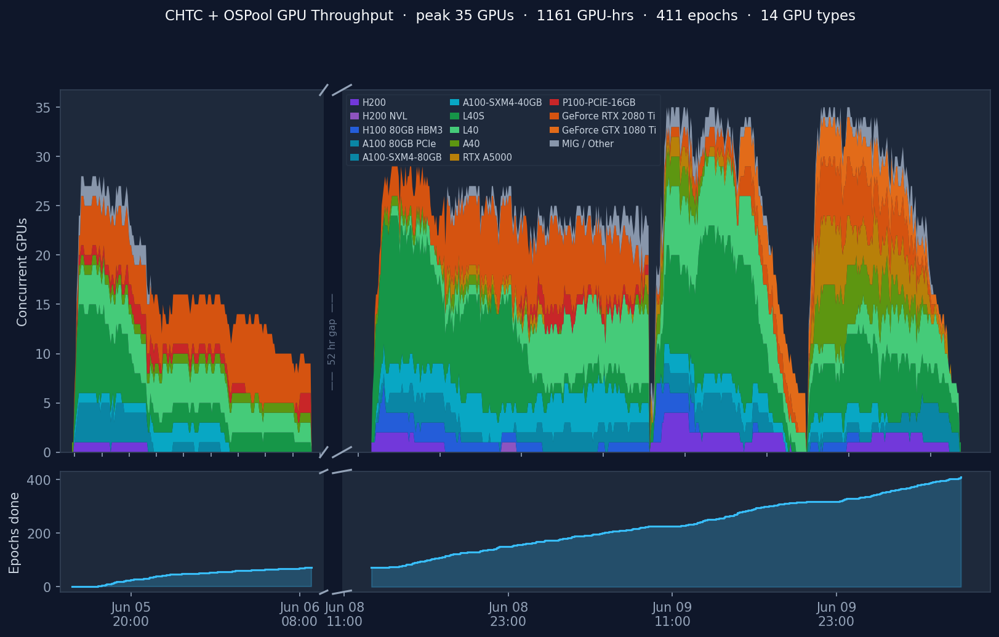 CHTC + OSPool GPU Throughput · peak 35 GPUs · 1161 GPU-hrs · 411 epochs · 14 GPU types
Concurrent GPUs
35
30
25
20
15
10
5
0
H200
H200 NVL
H100 80GB HBM3
A100 80GB PCIe
A100-SXM4-80GB
A100-SXM4-40GB
L40S
L40
A40
RTX A5000
P100-PCIE-16GB
GeForce RTX 2080 Ti
GeForce GTX 1080 Ti
MIG / Other
—— 52 hr gap ——
Epochs done
400
200
0
Jun 05
20:00
Jun 06
08:00
Jun 08
11:00
Jun 08
23:00
Jun 09
11:00
Jun 09
23:00